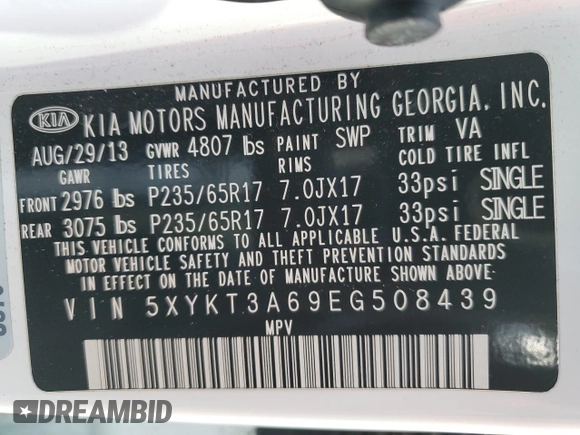 MANUFACTURED BY
KIA KIA MOTORS MANUFACTURING GEORGIA, INC.
AUG/29/13 GVWR 4807 lbs PAINT SWP TRIM VA
GAWR TIRES RIMS COLD TIRE INFL
FRONT 2976 lbs P235/65R17 7.0JX17 33psi SINGLE
REAR 3075 lbs P235/65R17 7.0JX17 33psi SINGLE
THIS VEHICLE CONFORMS TO ALL APPLICABLE U.S.A. FEDERAL
MOTOR VEHICLE SAFETY AND THEFT PREVENTION STANDARDS
IN EFFECT ON THE DATE OF MANUFACTURE SHOWN ABOVE.
VIN 5XYKT3A69EG508439
MPV
DREAMBID